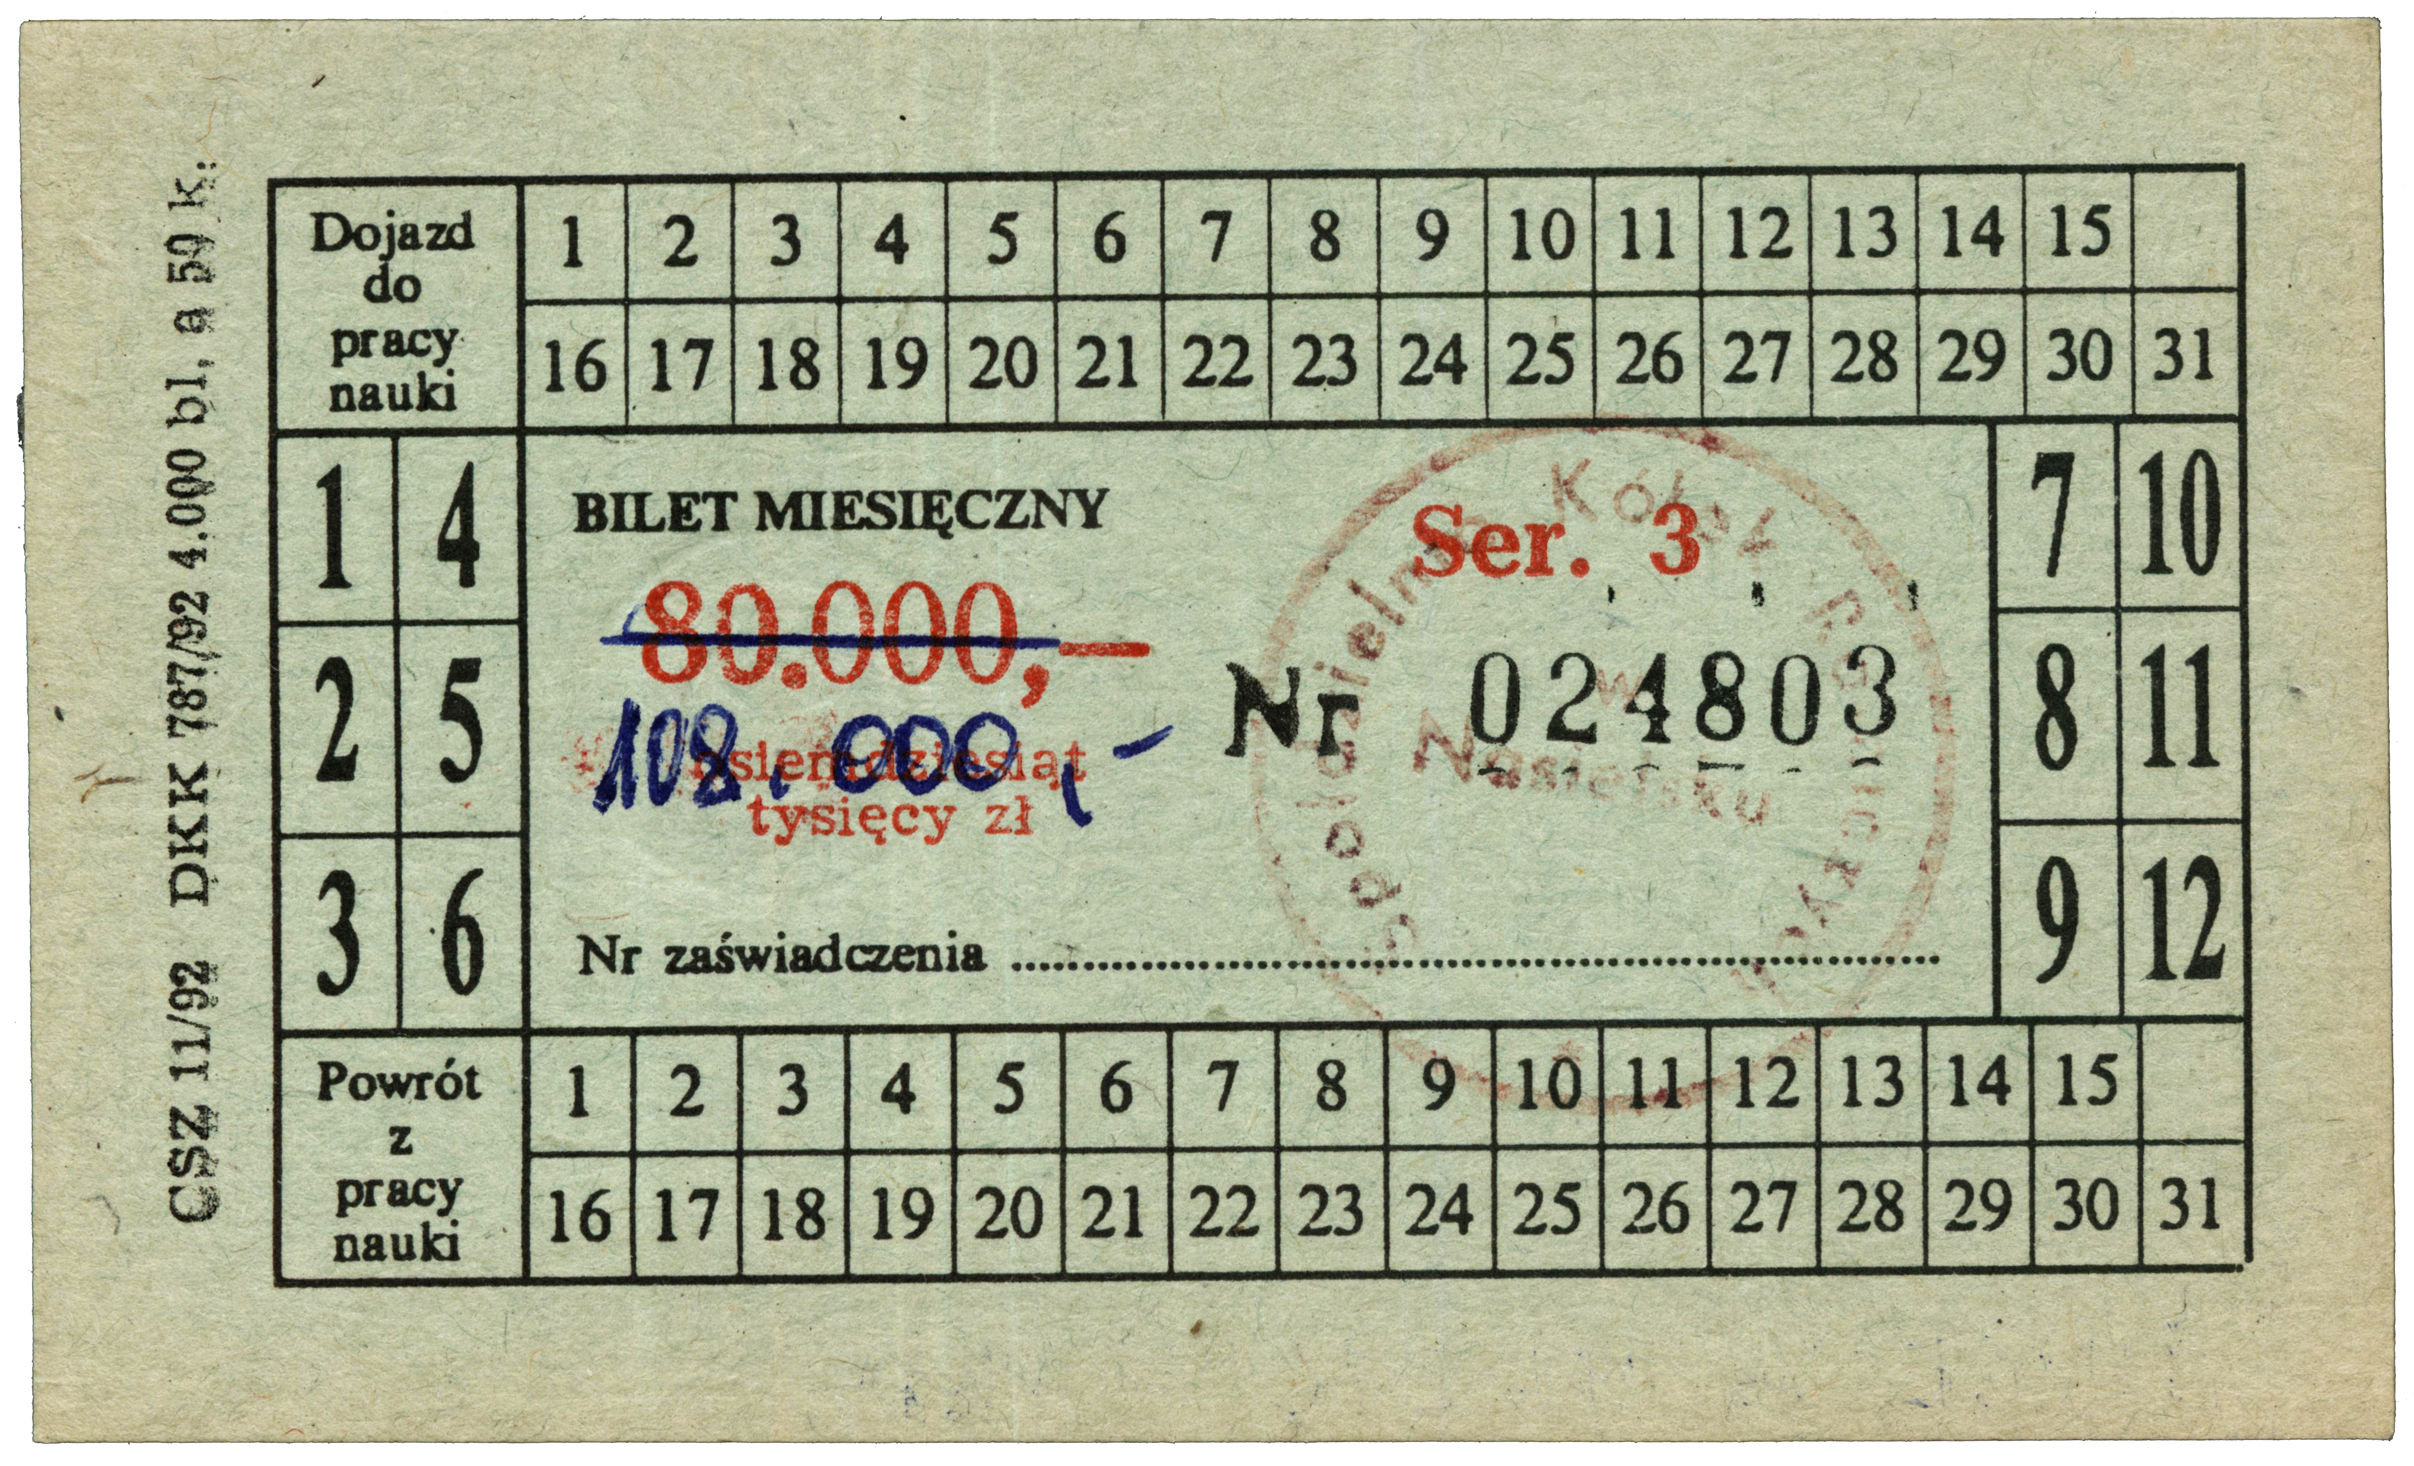 CSZ 11/92 DKK 787/92 4.000 bl. a 50 k.
Dojazd
do
pracy
nauki
1 2 3 4 5 6 7 8 9 10 11 12 13 14 15
16 17 18 19 20 21 22 23 24 25 26 27 28 29 30 31
1 4
2 5
3 6
BILET MIESIĘCZNY
80.000,—
108.000,-
osiemdziesiąt
tysięcy zł
Ser. 3
Nr 024803
Nr zaświadczenia
Kółek
w
Nasielsku
7 10
8 11
9 12
Powrót
z
pracy
nauki
1 2 3 4 5 6 7 8 9 10 11 12 13 14 15
16 17 18 19 20 21 22 23 24 25 26 27 28 29 30 31